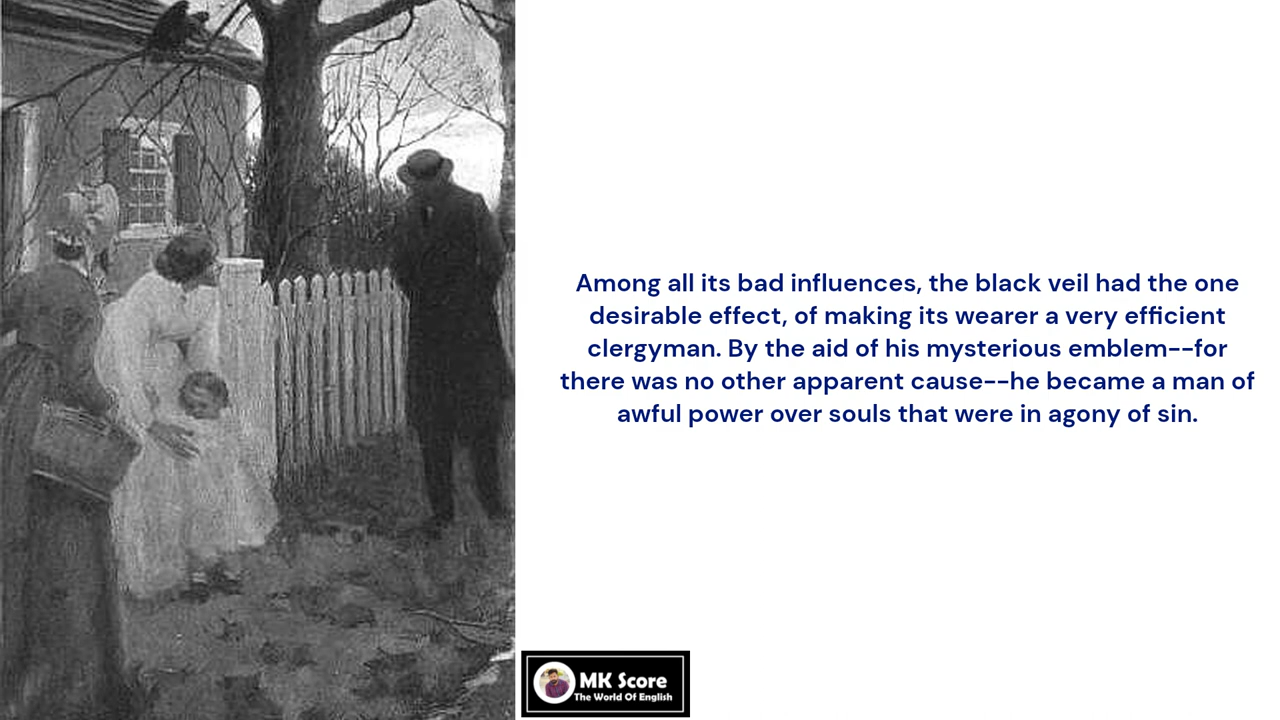 Among all its bad influences, the black veil had the one
desirable effect, of making its wearer a very efficient
clergyman. By the aid of his mysterious emblem--for
there was no other apparent cause--he became a man of
awful power over souls that were in agony of sin.
MK Score
The World Of English